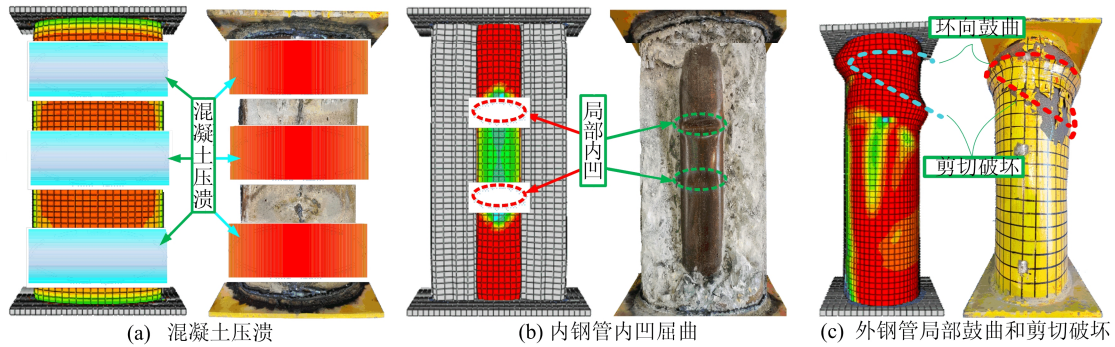 混凝土压溃
局部内凹
环向鼓曲
剪切破坏
(a) 混凝土压溃
(b) 内钢管内凹屈曲
(c) 外钢管局部鼓曲和剪切破坏